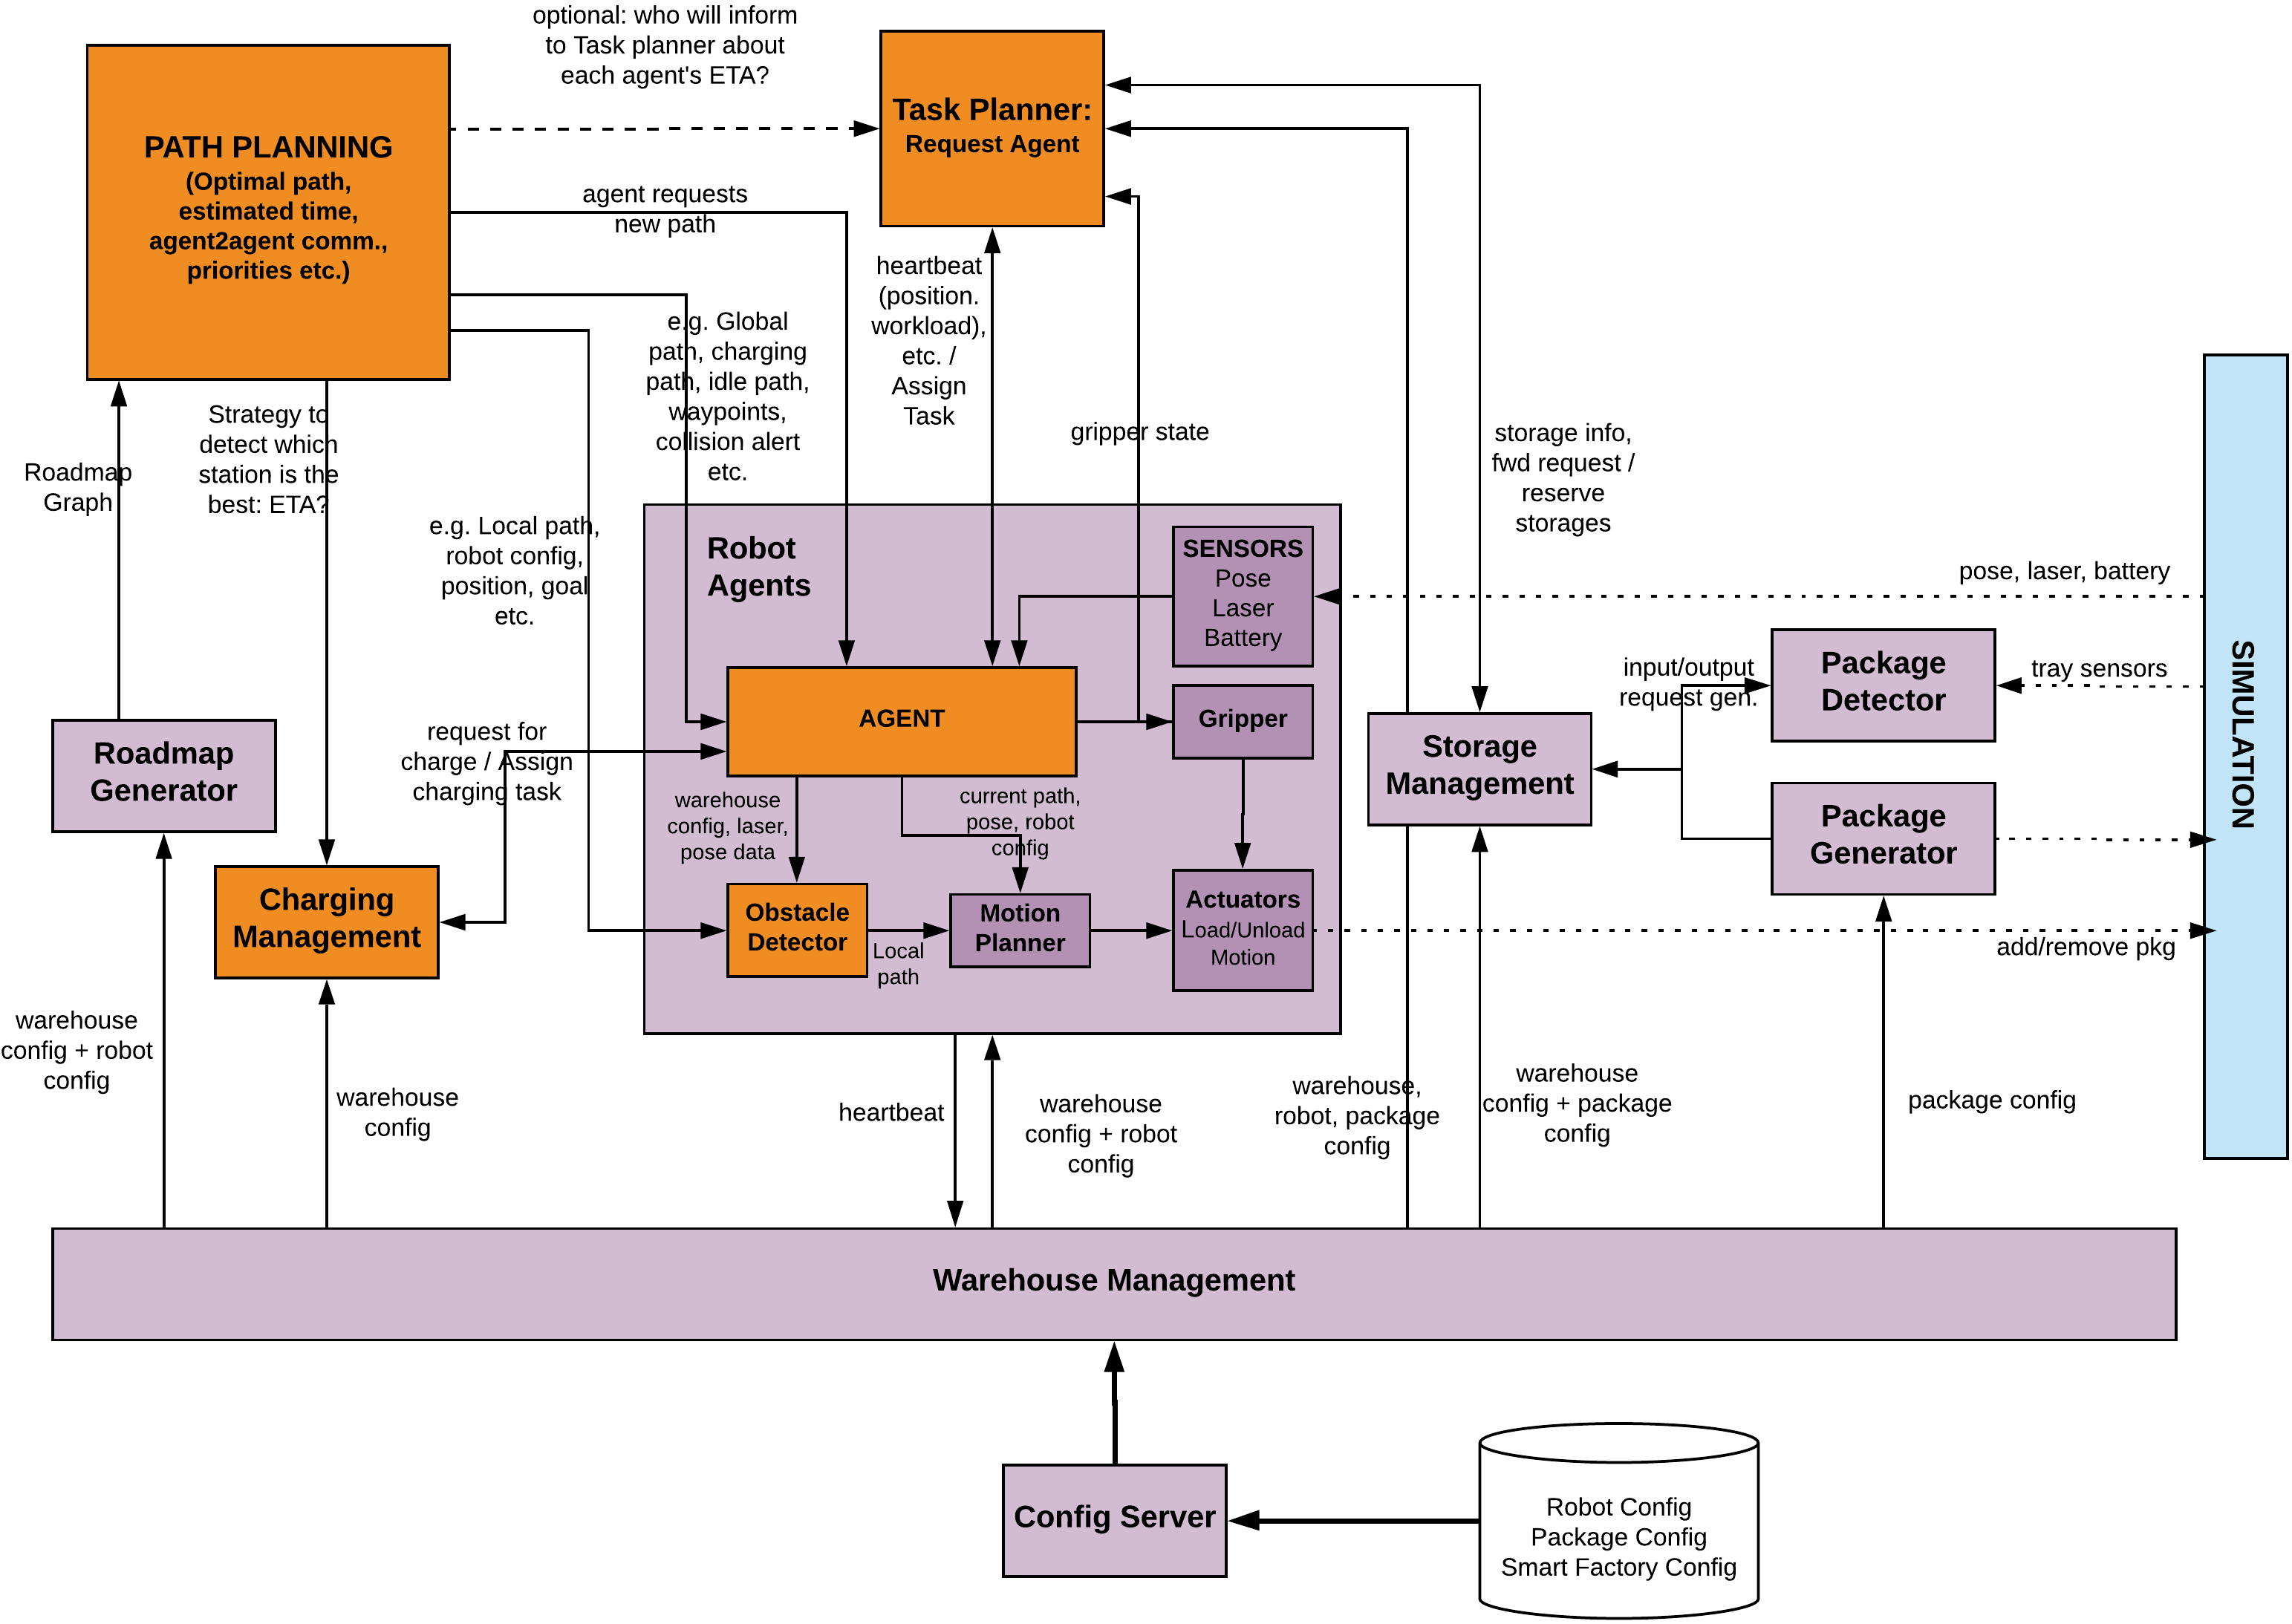 optional: who will inform
to Task planner about
each agent's ETA?
PATH PLANNING
(Optimal path,
estimated time,
agent2agent comm.,
priorities etc.)
Task Planner:
Request Agent
agent requests
new path
heartbeat
(position.
workload),
etc. /
Assign
Task
e.g. Global
path, charging
path, idle path,
waypoints,
collision alert
etc.
gripper state
storage info,
fwd request /
reserve
storages
Strategy to
detect which
station is the
best: ETA?
Roadmap
Graph
e.g. Local path,
robot config,
position, goal
etc.
Robot
Agents
SENSORS
Pose
Laser
Battery
pose, laser, battery
SIMULATION
input/output
request gen.
Package
Detector
tray sensors
AGENT
Gripper
Roadmap
Generator
request for
charge / Assign
charging task
Storage
Management
warehouse
config, laser,
pose data
current path,
pose, robot
config
Package
Generator
Charging
Management
Obstacle
Detector
Local
path
Motion
Planner
Actuators
Load/Unload
Motion
add/remove pkg
warehouse
config + robot
config
warehouse
config
heartbeat
warehouse
config + robot
config
warehouse,
robot, package
config
warehouse
config + package
config
package config
Warehouse Management
Config Server
Robot Config
Package Config
Smart Factory Config